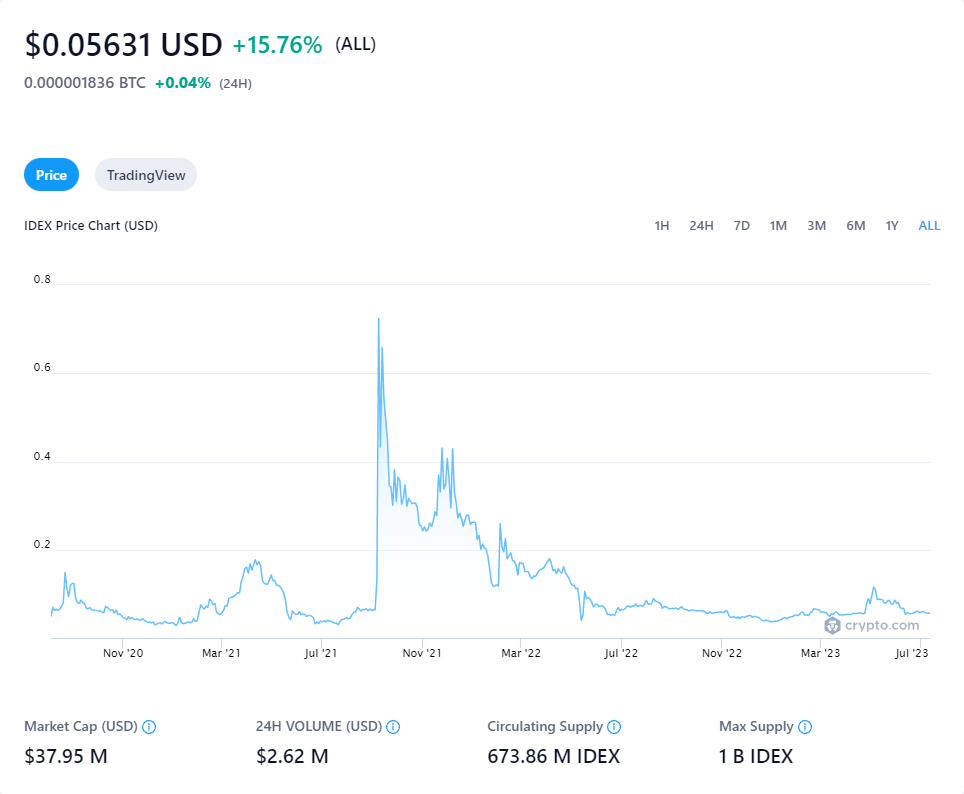 $0.05631 USD +15.76% (ALL)
0.000001836 BTC +0.04% (24H)
Price TradingView
IDEX Price Chart (USD) 1H 24H 7D 1M 3M 6M 1Y ALL
0.8
0.6
0.4
0.2
crypto.com
Nov '20 Mar '21 Jul '21 Nov '21 Mar '22 Jul '22 Nov '22 Mar '23 Jul '23
Market Cap (USD) 24H VOLUME (USD) Circulating Supply Max Supply
$37.95 M $2.62 M 673.86 M IDEX 1 B IDEX